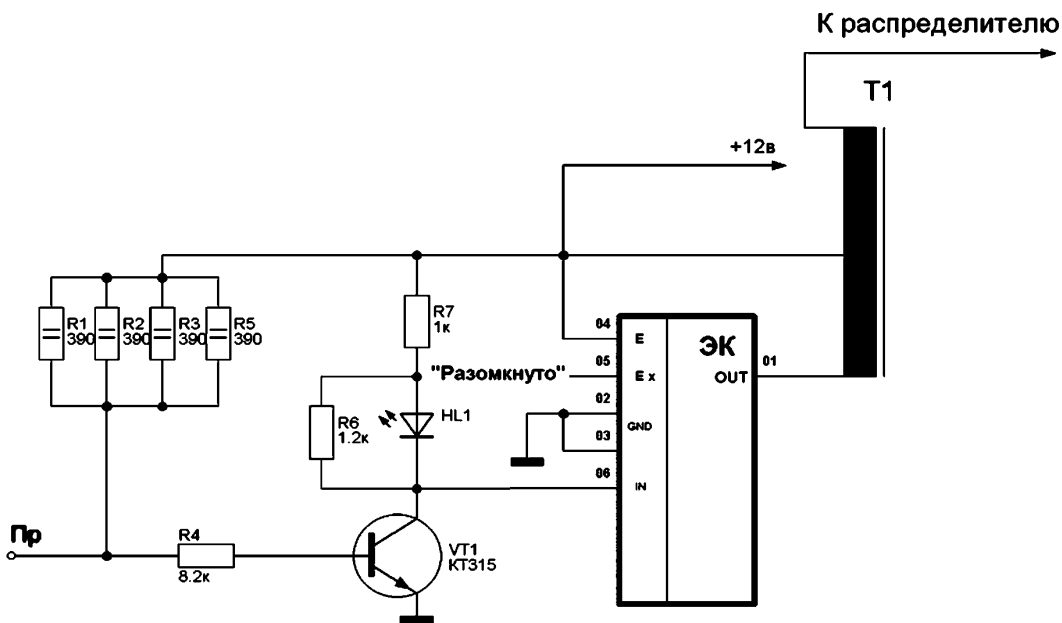 К распределителю
T1
+12в
R1
390
R2
390
R3
390
R5
390
R7
1к
04
E
ЭК
05
"Разомкнуто"
E x
OUT
01
02
HL1
R6
1.2к
GND
03
06
IN
Пр
R4
8.2к
VT1
КТ315